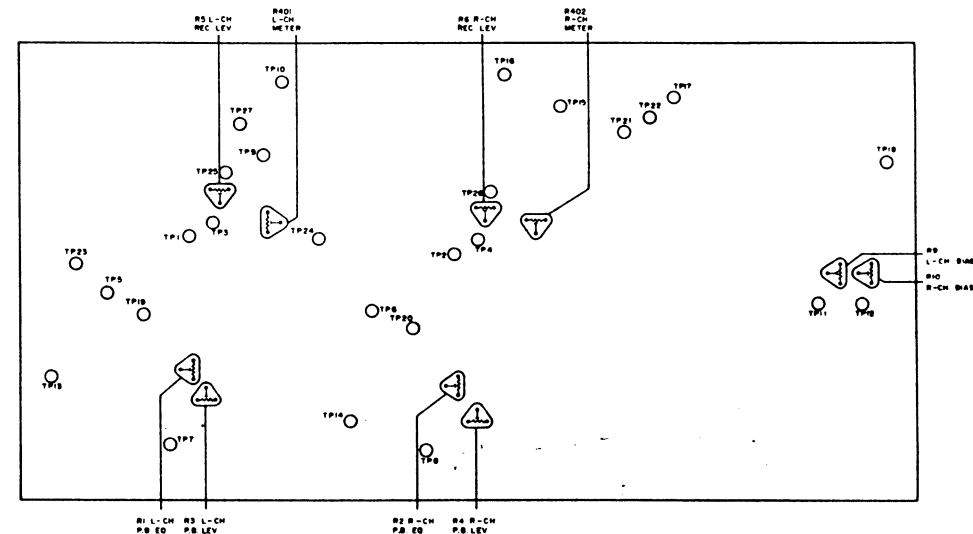 R5 L-CH
REC LEV
R401
L-CH
METER
R6 R-CH
REC LEV
R402
R-CH
METER
TP10
TP16
TP17
TP15
TP22
TP27
TP21
TP9
TP18
TP25
TP26
TP3
TP1
TP24
TP4
TP2
TP23
R9
L-CH BIAS
R10
R-CH BIAS
TP5
TP19
TP6
TP20
TP11
TP12
TP13
TP14
TP7
TP8
R1 L-CH
P.B. EQ
R3 L-CH
P.B. LEV
R2 R-CH
P.B. EQ
R4 R-CH
P.B. LEV